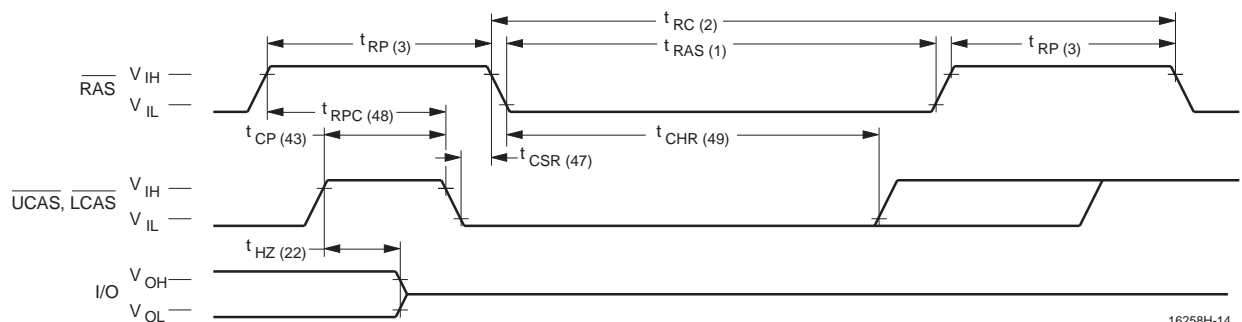 t RC (2)
t RP (3)
t RAS (1)
t RP (3)
RAS
V IH
V IL
t RPC (48)
t CP (43)
t CHR (49)
t CSR (47)
UCAS, LCAS
V IH
V IL
t HZ (22)
I/O
V OH
V OL
16258H-14